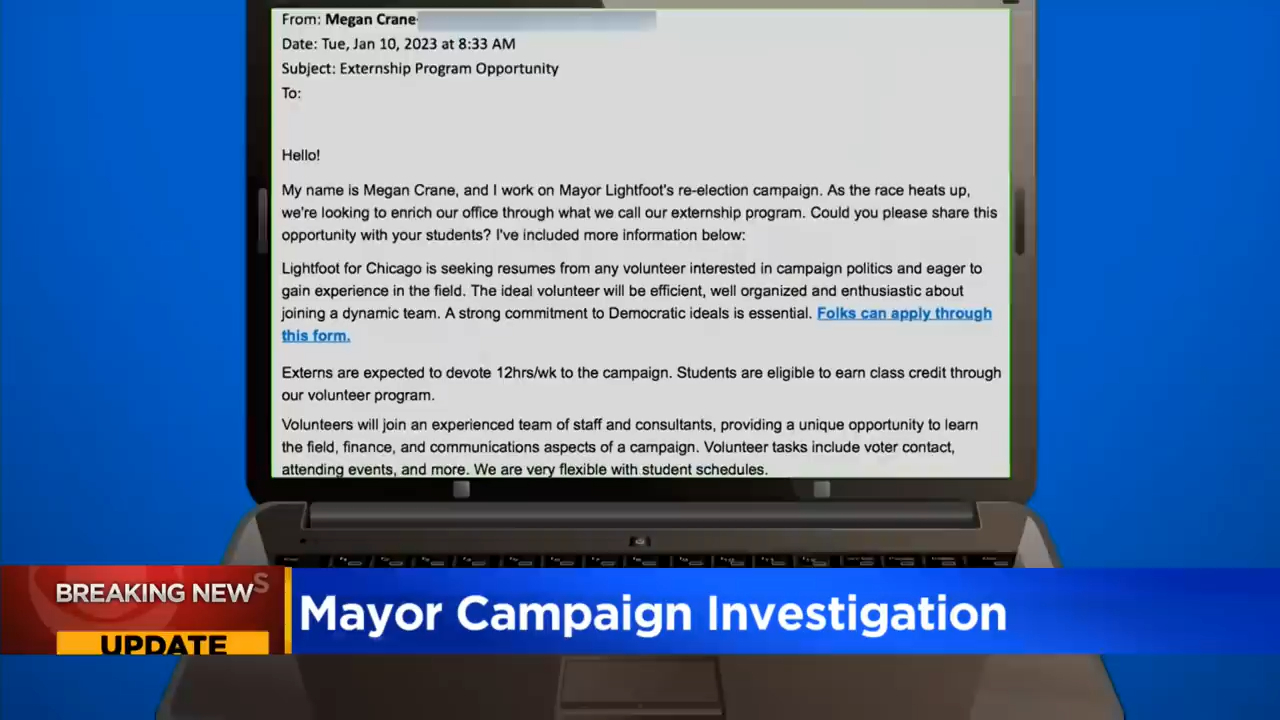 From: Megan Crane
Date: Tue, Jan 10, 2023 at 8:33 AM
Subject: Externship Program Opportunity
To:
Hello!
My name is Megan Crane, and I work on Mayor Lightfoot's re-election campaign. As the race heats up,
we're looking to enrich our office through what we call our externship program. Could you please share this
opportunity with your students? I've included more information below:
Lightfoot for Chicago is seeking resumes from any volunteer interested in campaign politics and eager to
gain experience in the field. The ideal volunteer will be efficient, well organized and enthusiastic about
joining a dynamic team. A strong commitment to Democratic ideals is essential. Folks can apply through
this form.
Externs are expected to devote 12hrs/wk to the campaign. Students are eligible to earn class credit through
our volunteer program.
Volunteers will join an experienced team of staff and consultants, providing a unique opportunity to learn
the field, finance, and communications aspects of a campaign. Volunteer tasks include voter contact,
attending events, and more. We are very flexible with student schedules.
BREAKING NEWS
UPDATE
Mayor Campaign Investigation